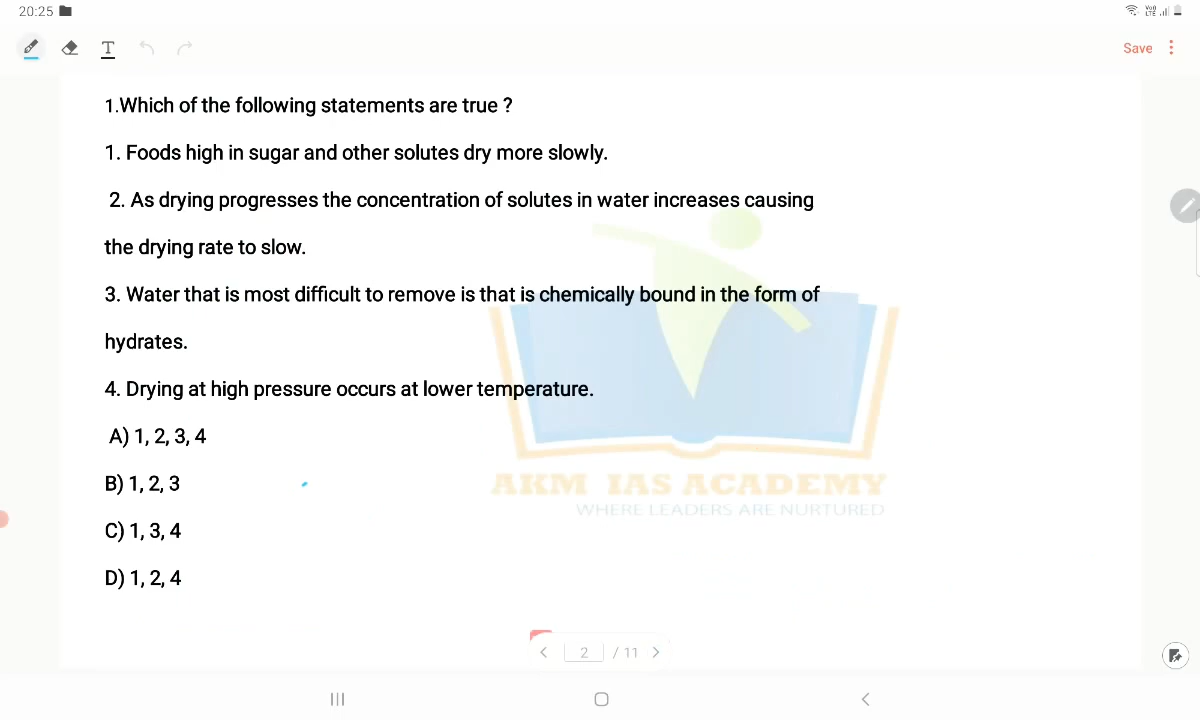 20:25
Vo) LTE
T
Save
1.Which of the following statements are true ?
1. Foods high in sugar and other solutes dry more slowly.
2. As drying progresses the concentration of solutes in water increases causing
the drying rate to slow.
3. Water that is most difficult to remove is that is chemically bound in the form of
hydrates.
4. Drying at high pressure occurs at lower temperature.
A) 1, 2, 3, 4
B) 1, 2, 3
C) 1, 3, 4
D) 1, 2, 4
AKM IAS ACADEMY
WHERE LEADERS ARE NURTURED
2 / 11